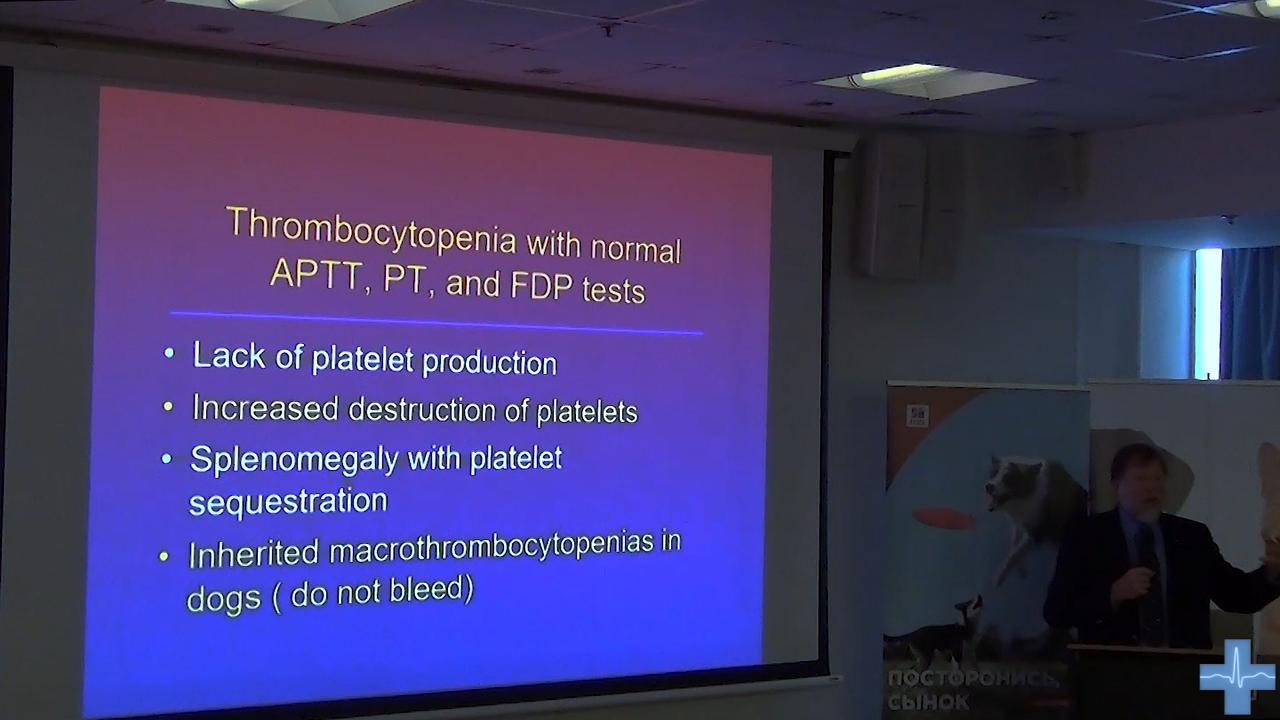 Thrombocytopenia with normal
APTT, PT, and FDP tests
• Lack of platelet production
• Increased destruction of platelets
• Splenomegaly with platelet
sequestration
• Inherited macrothrombocytopenias in
dogs ( do not bleed)
ПОСТОРОНИСЬ,
СЫНОК